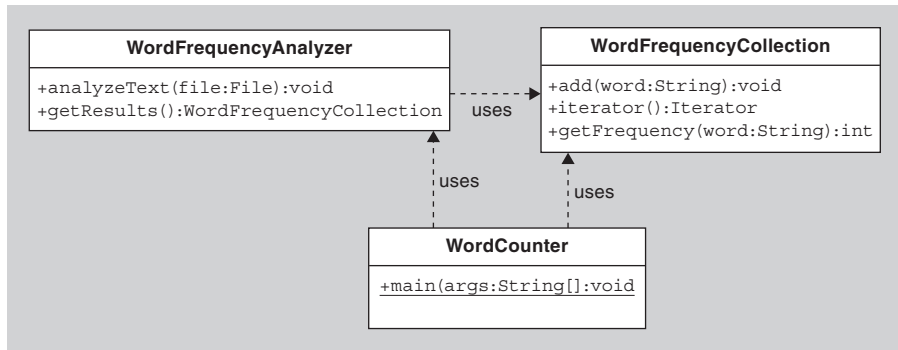 WordFrequencyAnalyzer
+analyzeText(file:File):void
+getResults():WordFrequencyCollection
uses
WordFrequencyCollection
+add(word:String):void
+iterator():Iterator
+getFrequency(word:String):int
uses
uses
WordCounter
+main(args:String[]:void